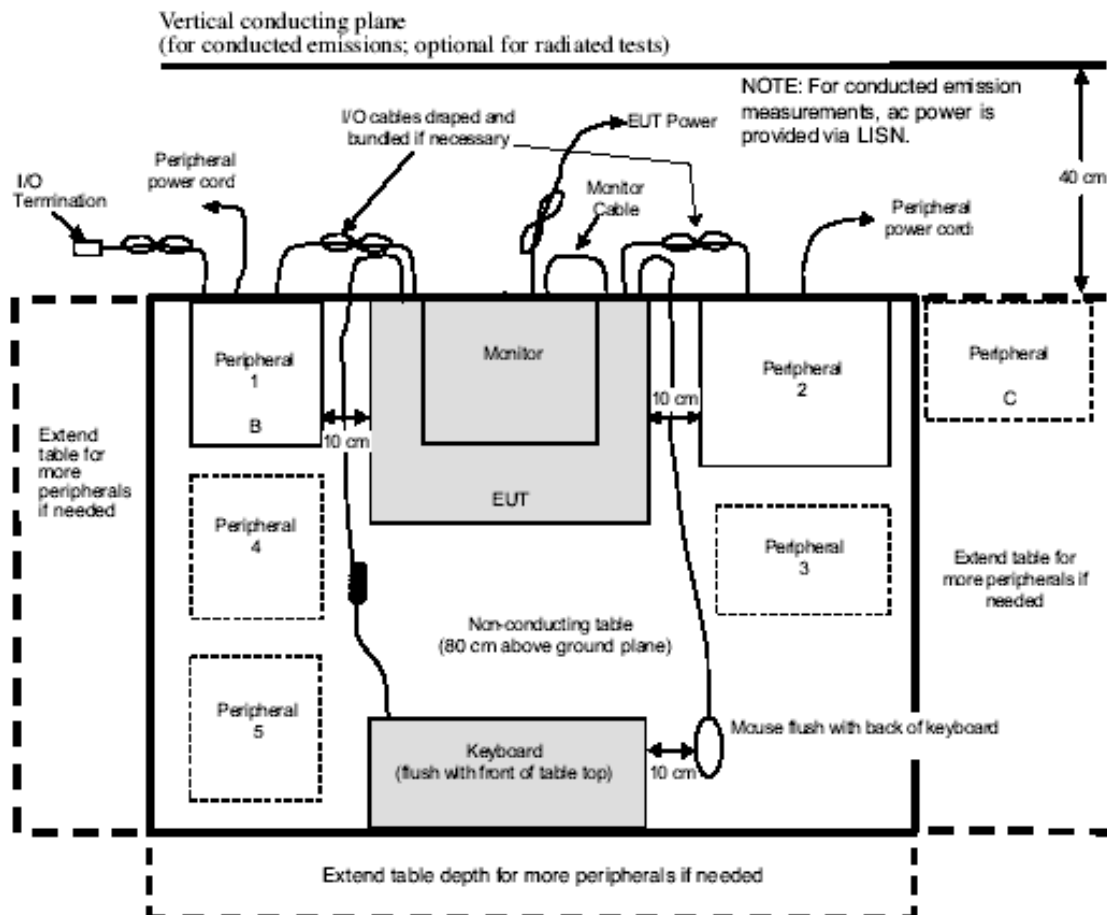 Vertical conducting plane
(for conducted emissions; optional for radiated tests)
NOTE: For conducted emission
measurements, ac power is
provided via LISN.
I/O cables draped and
bundled if necessary
EUT Power
Peripheral
power cord
I/O
Termination
Monitor
Cable
Peripheral
power cord
40 cm
Peripheral
1
B
Monitor
Peripheral
2
Peripheral
C
10 cm
10 cm
EUT
Extend
table for
more
peripherals
if needed
Peripheral
4
Peripheral
3
Extend table for
more peripherals if
needed
Non-conducting table
(80 cm above ground plane)
Peripheral
5
Keyboard
(flush with front of table top)
10 cm
Mouse flush with back of keyboard
Extend table depth for more peripherals if needed